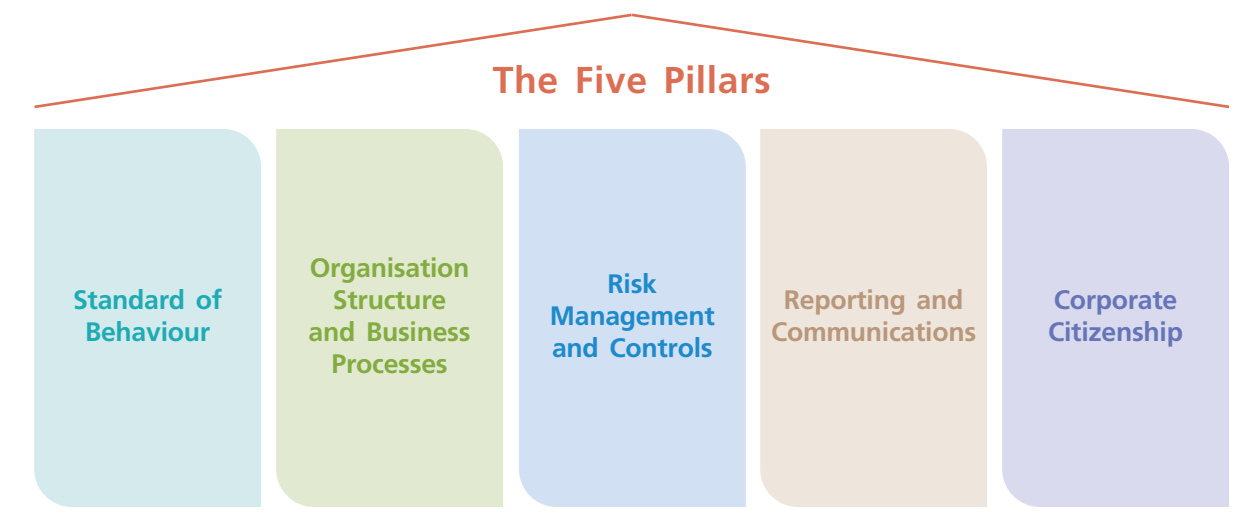 The Five Pillars
Standard of
Behaviour
Organisation
Structure
and Business
Processes
Risk
Management
and Controls
Reporting and
Communications
Corporate
Citizenship